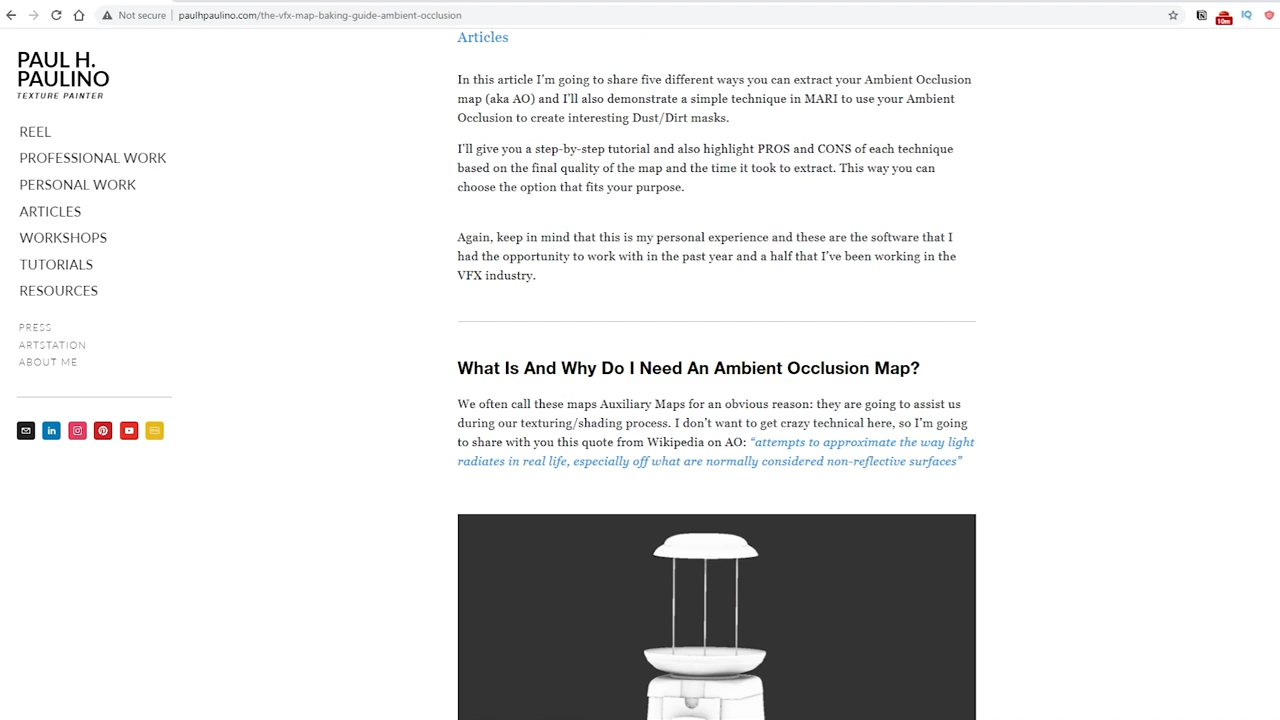 Not secure
paulhpaulino.com/the-vfx-map-baking-guide-ambient-occlusion
10m
IQ
PAUL H.
PAULINO
TEXTURE PAINTER
REEL
PROFESSIONAL WORK
PERSONAL WORK
ARTICLES
WORKSHOPS
TUTORIALS
RESOURCES
PRESS
ARTSTATION
ABOUT ME
Articles
In this article I’m going to share five different ways you can extract your Ambient Occlusion
map (aka AO) and I’ll also demonstrate a simple technique in MARI to use your Ambient
Occlusion to create interesting Dust/Dirt masks.
I’ll give you a step-by-step tutorial and also highlight PROS and CONS of each technique
based on the final quality of the map and the time it took to extract. This way you can
choose the option that fits your purpose.
Again, keep in mind that this is my personal experience and these are the software that I
had the opportunity to work with in the past year and a half that I’ve been working in the
VFX industry.
What Is And Why Do I Need An Ambient Occlusion Map?
We often call these maps Auxiliary Maps for an obvious reason: they are going to assist us
during our texturing/shading process. I don’t want to get crazy technical here, so I’m going
to share with you this quote from Wikipedia on AO: “attempts to approximate the way light
radiates in real life, especially off what are normally considered non-reflective surfaces”